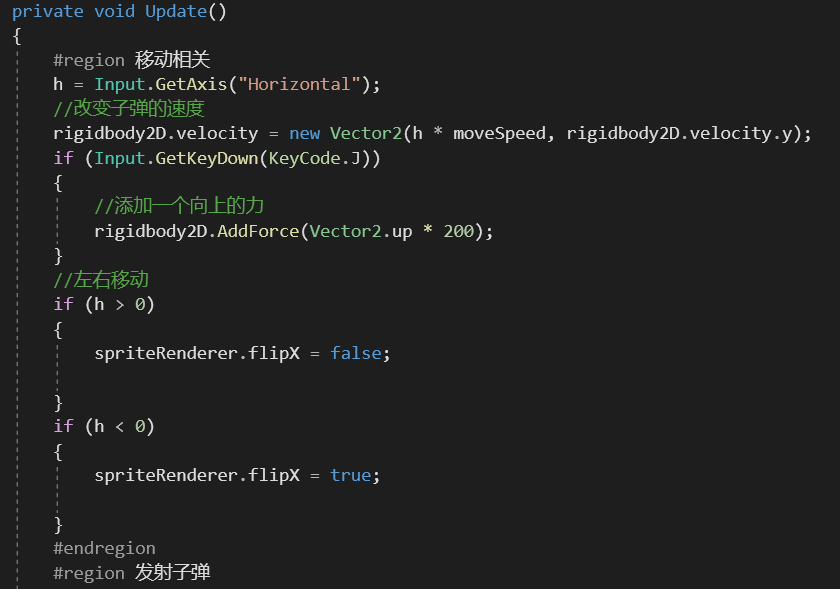 private void Update()
{
#region 移动相关
h = Input.GetAxis("Horizontal");
//改变子弹的速度
rigidbody2D.velocity = new Vector2(h * moveSpeed, rigidbody2D.velocity.y);
if (Input.GetKeyDown(KeyCode.J))
{
//添加一个向上的力
rigidbody2D.AddForce(Vector2.up * 200);
}
//左右移动
if (h > 0)
{
spriteRenderer.flipX = false;
}
if (h < 0)
{
spriteRenderer.flipX = true;
}
#endregion
#region 发射子弹